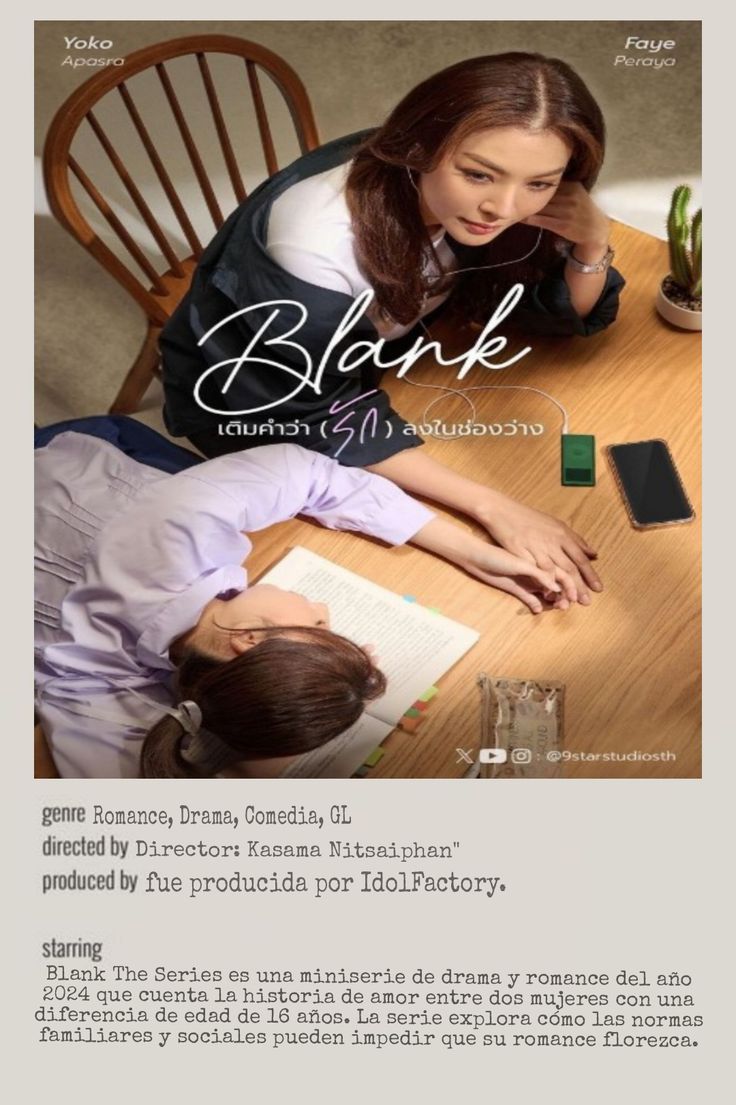 Yoko
Apasra
Faye
Peraya
Blank
เติมคำว่า (รัก) ลงในช่องว่าง
: @9starstudiosth
genre Romance, Drama, Comedia, GL
directed by Director: Kasama Nitsaiphan"
produced by fue producida por IdolFactory.
starring
Blank The Series es una miniserie de drama y romance del año
2024 que cuenta la historia de amor entre dos mujeres con una
diferencia de edad de 16 años. La serie explora cómo las normas
familiares y sociales pueden impedir que su romance florezca.